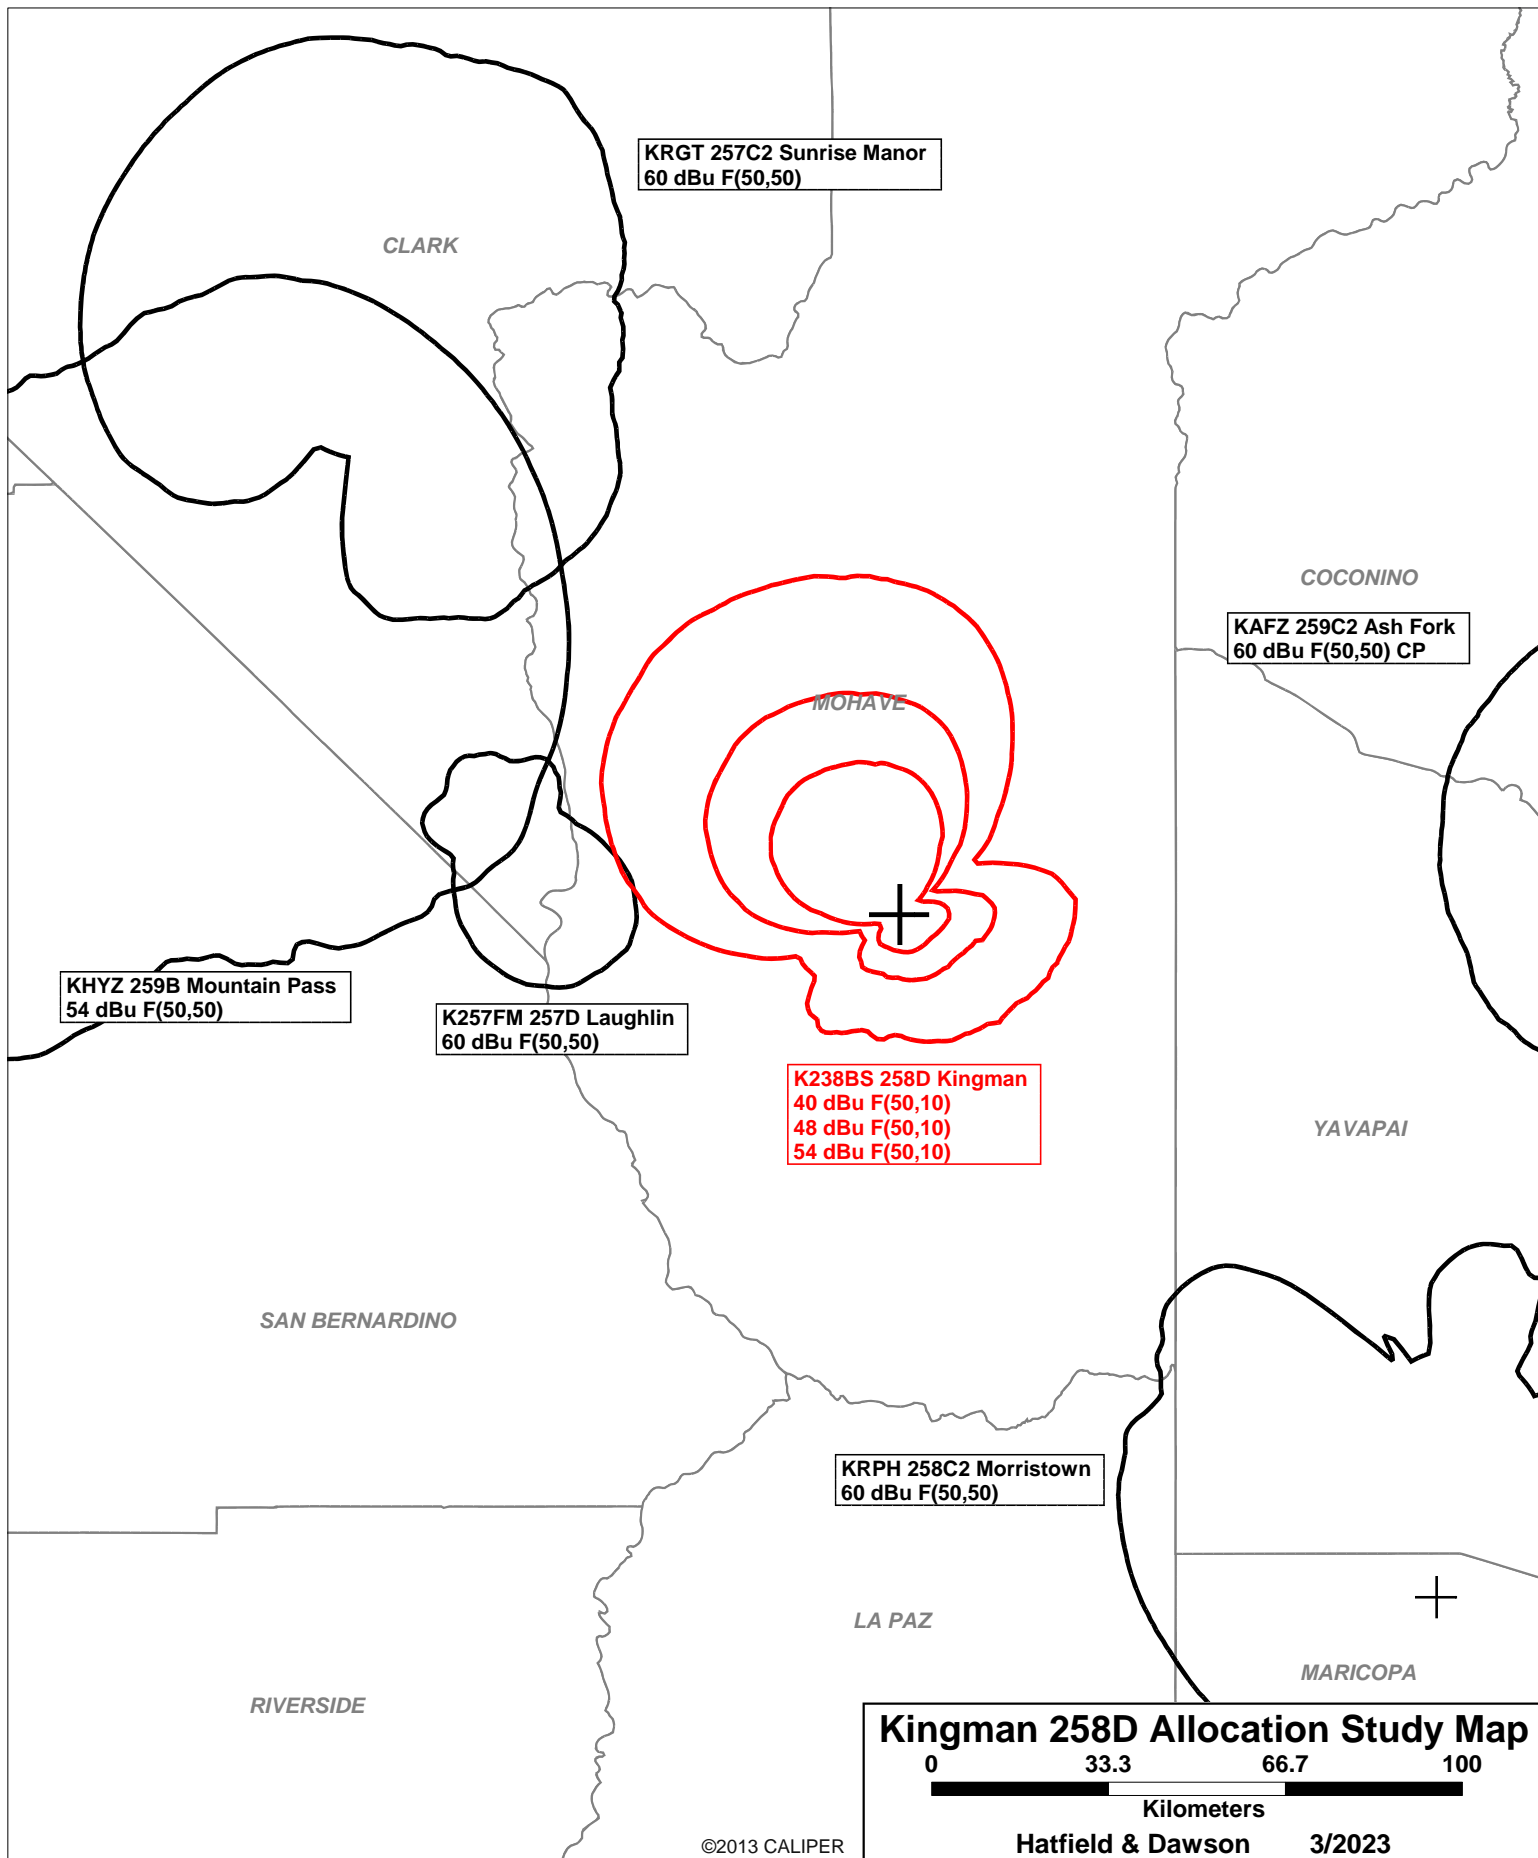 KRGT 257C2 Sunrise Manor
60 dBu F(50,50)
CLARK
COCONINO
KAFZ 259C2 Ash Fork
60 dBu F(50,50) CP
MOHAVE
KHYZ 259B Mountain Pass
54 dBu F(50,50)
K257FM 257D Laughlin
60 dBu F(50,50)
K238BS 258D Kingman
40 dBu F(50,10)
48 dBu F(50,10)
54 dBu F(50,10)
YAVAPAI
SAN BERNARDINO
KRPH 258C2 Morristown
60 dBu F(50,50)
LA PAZ
MARICOPA
RIVERSIDE
Kingman 258D Allocation Study Map
0 33.3 66.7 100
Kilometers
Hatfield & Dawson 3/2023
©2013 CALIPER